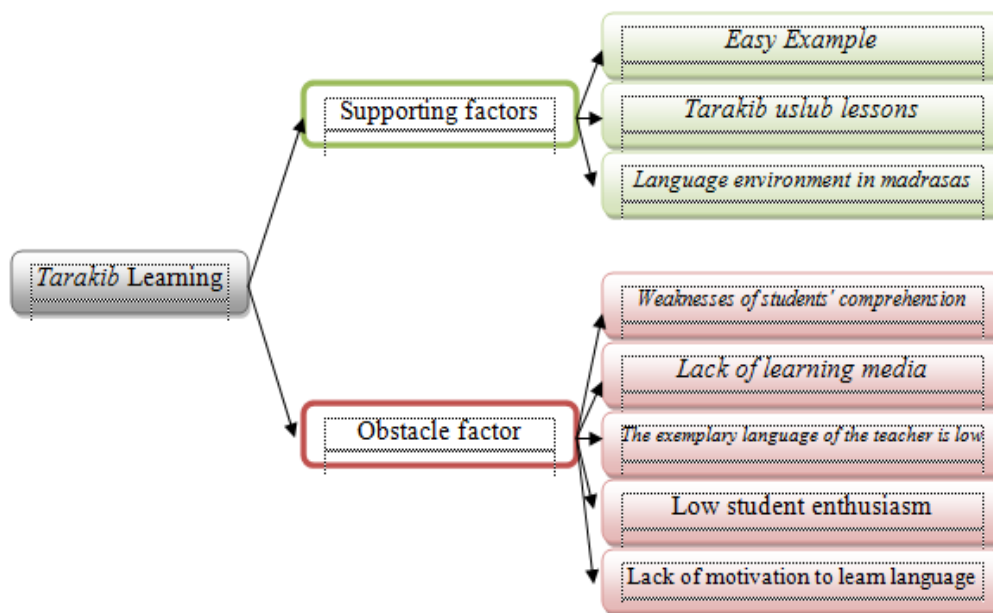 Easy Example
Supporting factors
Tarakib uslub lessons
Language environment in madrasas
Tarakib Learning
Weaknesses of students' comprehension
Lack of learning media
Obstacle factor
The exemplary language of the teacher is low
Low student enthusiasm
Lack of motivation to learn language